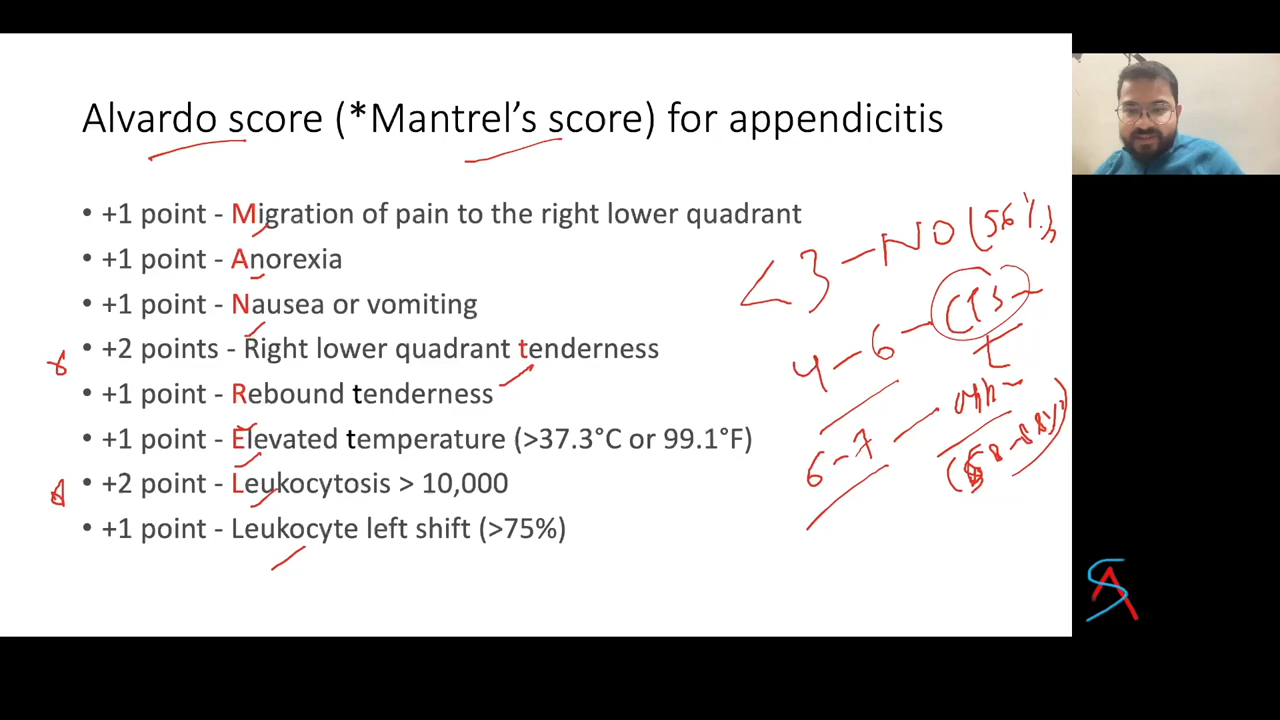 Alvardo score (*Mantrel’s score) for appendicitis
• +1 point - Migration of pain to the right lower quadrant
• +1 point - Anorexia
• +1 point - Nausea or vomiting
• +2 points - Right lower quadrant tenderness
• +1 point - Rebound tenderness
• +1 point - Elevated temperature (>37.3°C or 99.1°F)
• +2 point - Leukocytosis > 10,000
• +1 point - Leukocyte left shift (>75%)
<3 - NO (56%)
4 - 6 -
6 - 7 -
SA